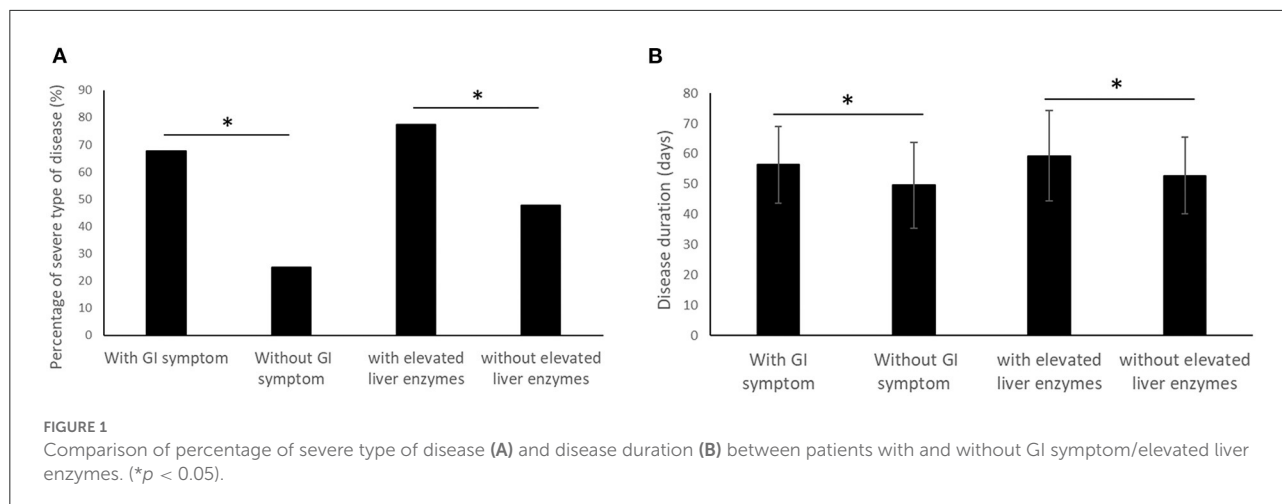 A
Percentage of severe type of disease (%)
90
80
70
60
50
40
30
20
10
0
*
*
With GI symptom
Without GI
symptom
with elevated
liver enzymes
without elevated
liver enzymes
B
Disease duration (days)
80
70
60
50
40
30
20
10
0
*
*
With GI
symptom
Without GI
symptom
with elevated
liver enzymes
without elevated
liver enzymes
FIGURE 1
Comparison of percentage of severe type of disease (A) and disease duration (B) between patients with and without GI symptom/elevated liver
enzymes. (*p < 0.05).